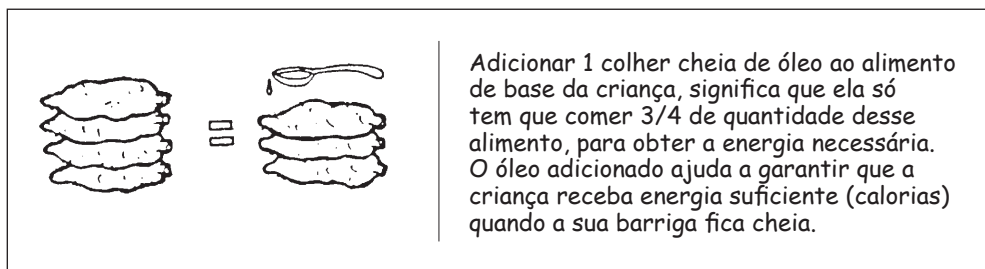 Adicionar 1 colher cheia de óleo ao alimento
de base da criança, significa que ela só
tem que comer 3/4 de quantidade desse
alimento, para obter a energia necessária.
O óleo adicionado ajuda a garantir que a
criança receba energia suficiente (calorias)
quando a sua barriga fica cheia.